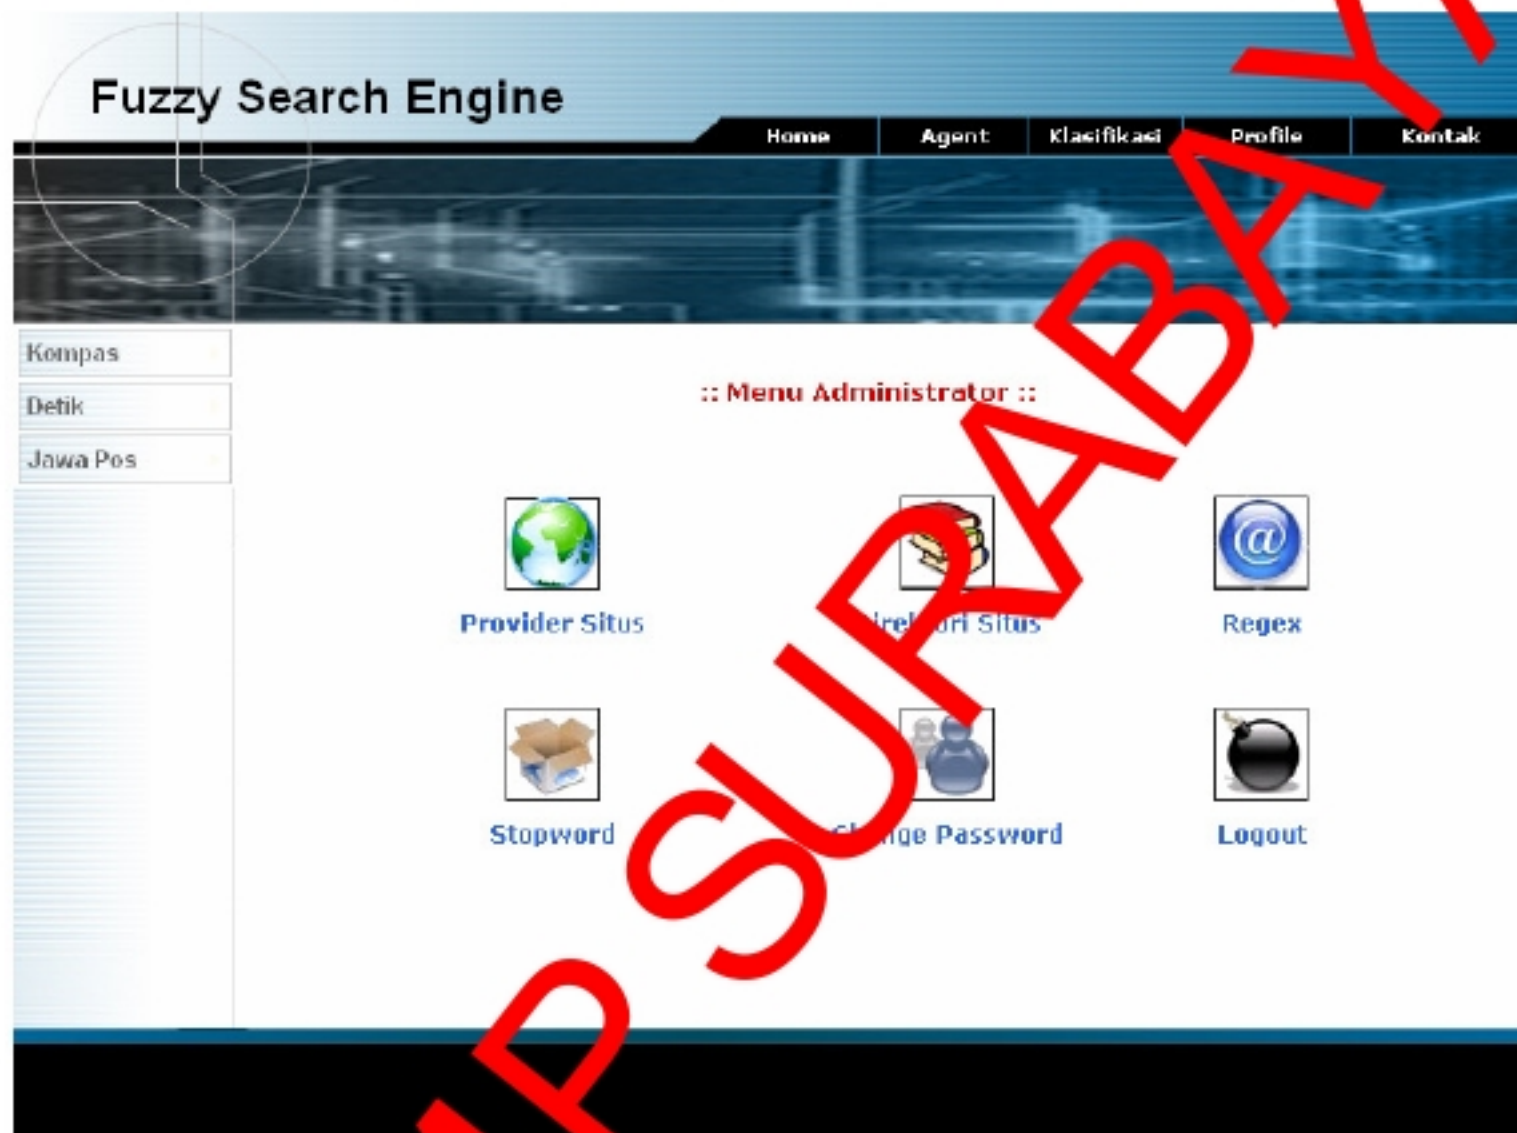 Fuzzy Search Engine
Home Agent Klasifikasi Profile Kontak
Kompas
Detik
Jawa Pos
:: Menu Administrator ::
Provider Situs Situs Regex
Stopword Password Logout
P SURABAYA